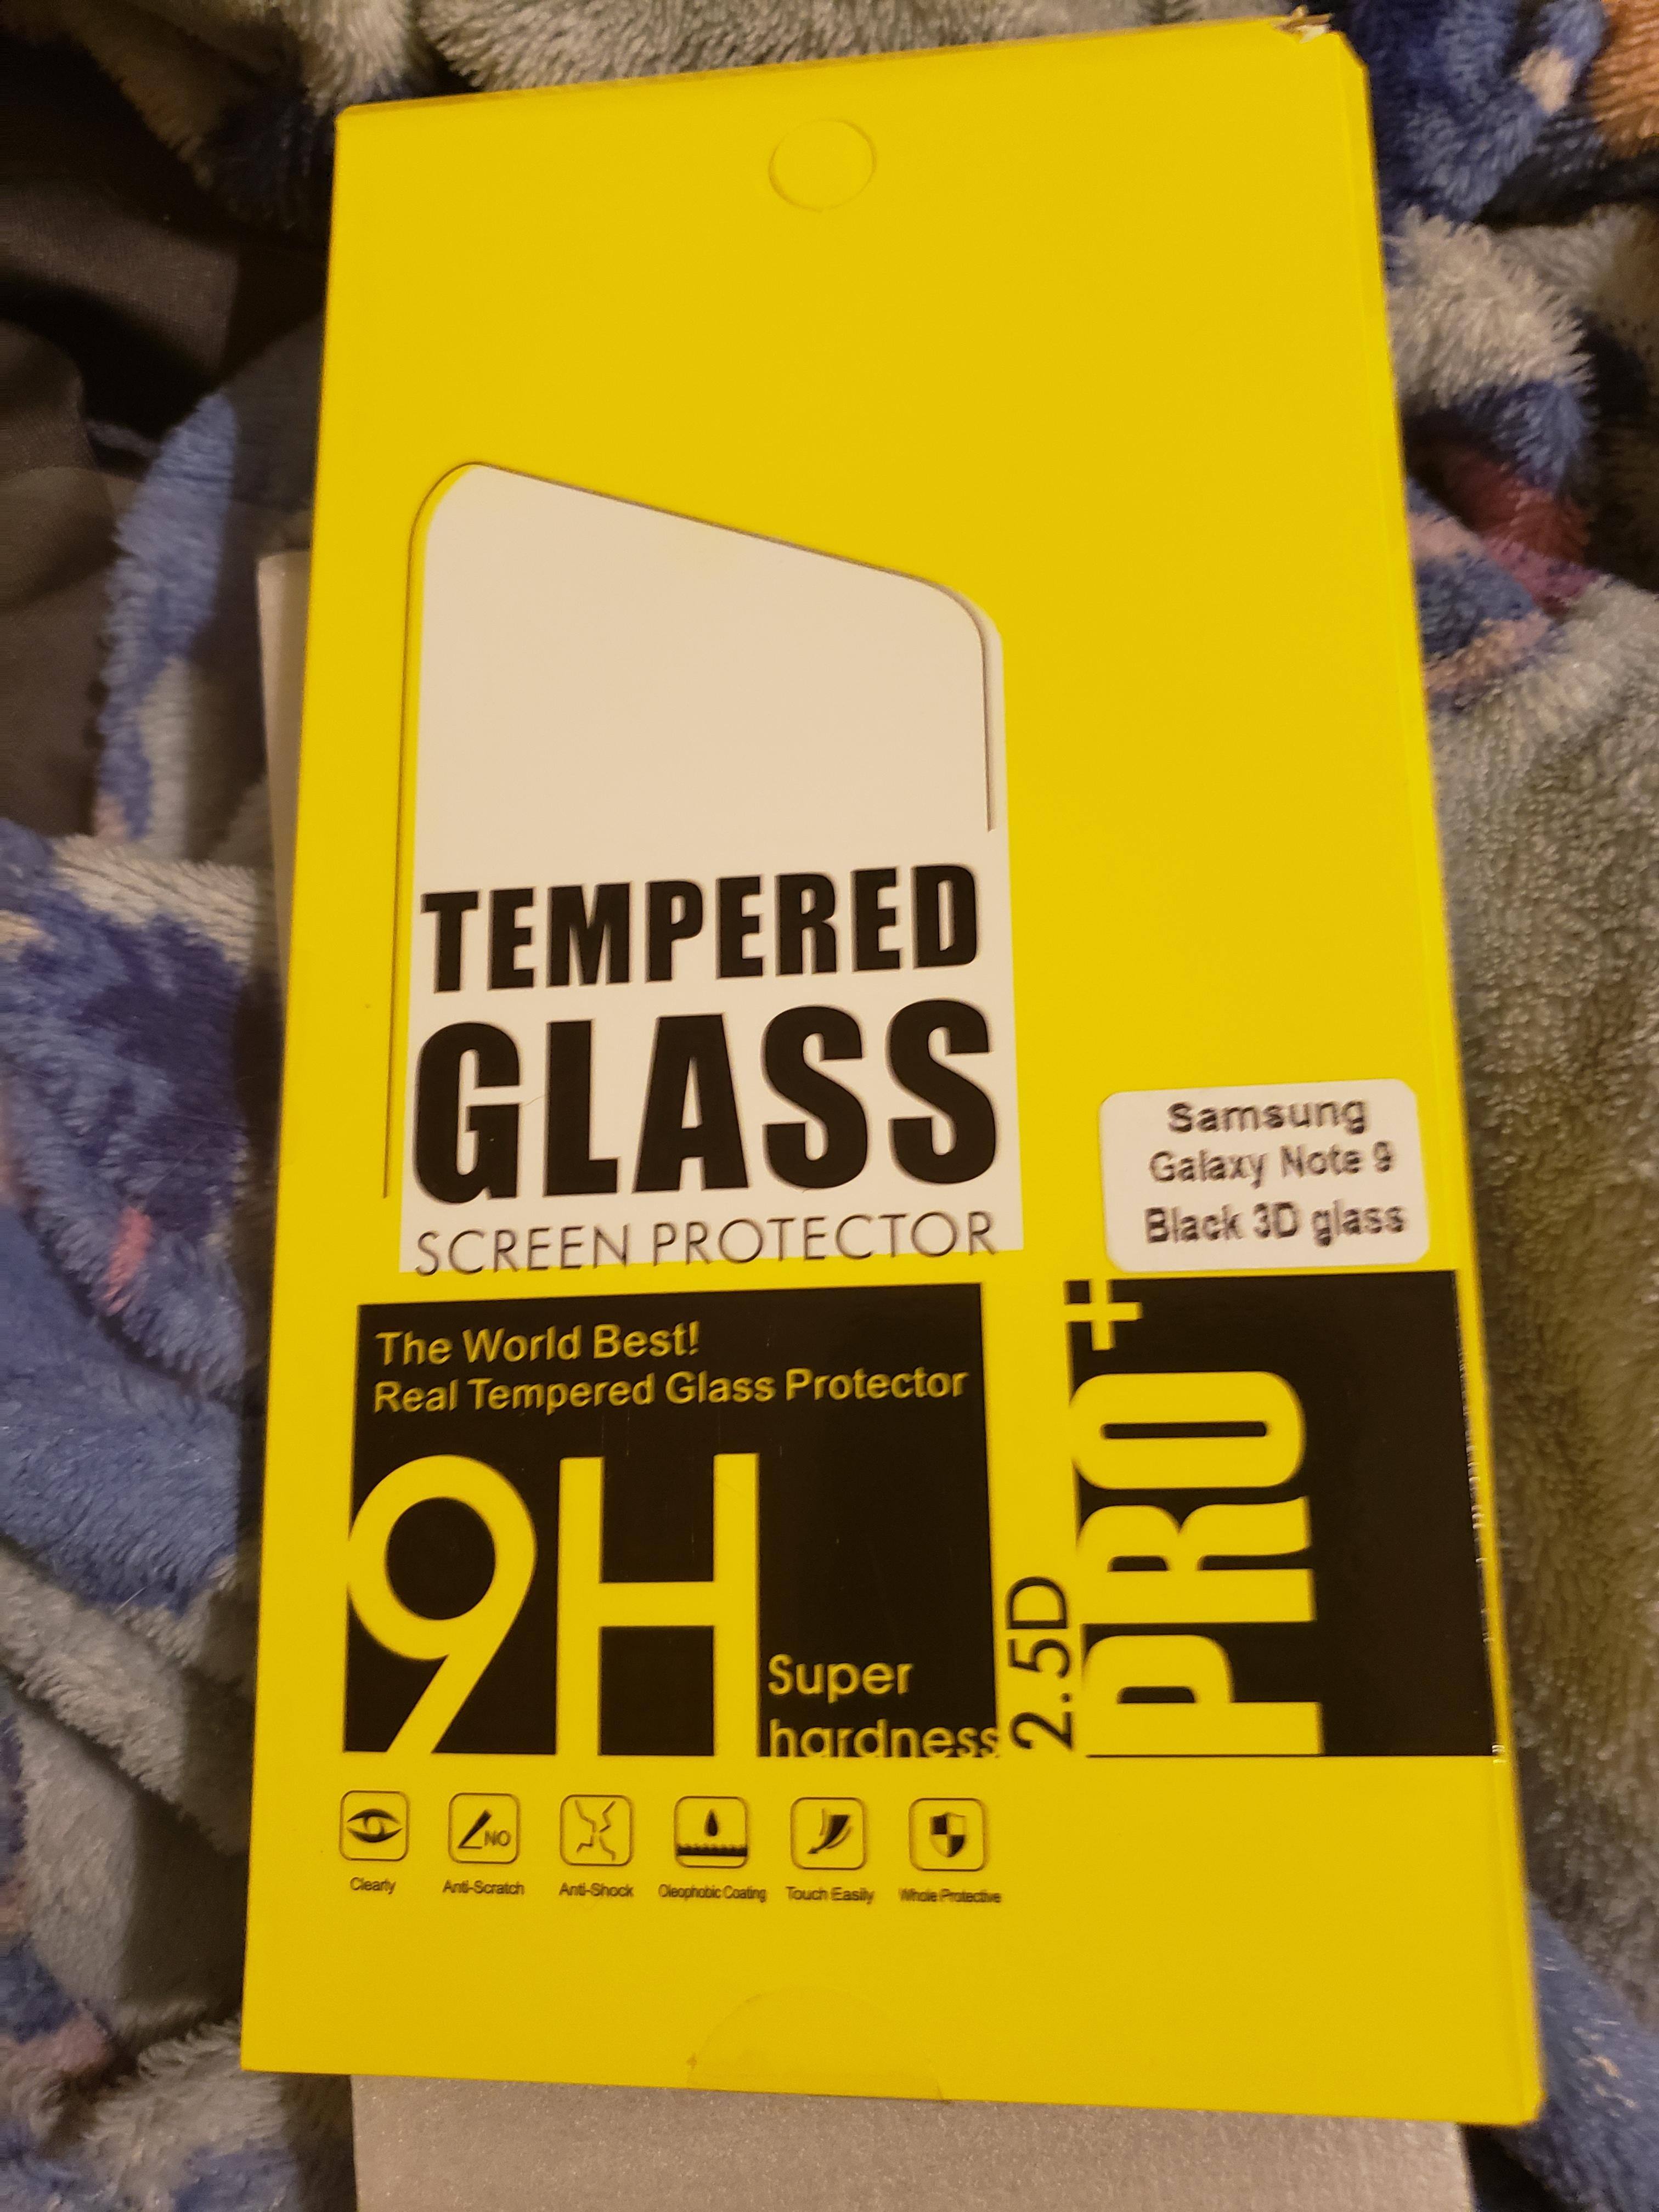 TEMPERED
GLASS
SCREEN PROTECTOR
Samsung
Galaxy Note 9
Black 3D glass
The World Best!
Real Tempered Glass Protector
9H
Super
hardness
2.5D
PRO+
NO
Clearly
Anti-Scratch
Anti-Shock
Oleophobic Coating
Touch Easily
Whole Protective